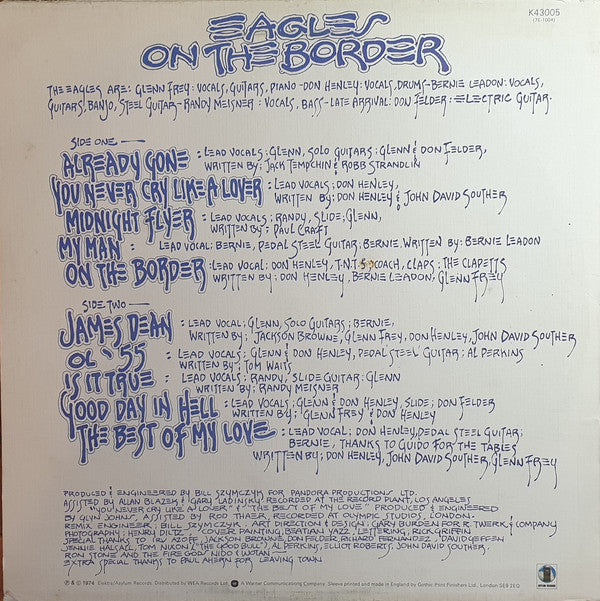 EAGLES
ON THE BORDER
K43005
(7E-1004)
THE EAGLES ARE: GLENN FREY: VOCALS, GUITARS, PIANO-DON HENLEY: VOCALS, DRUMS-BERNIE LEADON: VOCALS,
GUITARS, BANJO, STEEL GUITAR-RANDY MEISNER: VOCALS, BASS-LATE ARRIVAL: DON FELDER: ELECTRIC GUITAR.
SIDE ONE—
ALREADY GONE : LEAD VOCALS; GLENN, SOLO GUITARS; GLENN & DON FELDER,
WRITTEN BY; JACK TEMPCHIN & ROBB STRANDLIN
YOU NEVER CRY LIKE A LOVER : LEAD VOCALS; DON HENLEY,
WRITTEN BY; DON HENLEY & JOHN DAVID SOUTHER
MIDNIGHT FLYER : LEAD VOCALS; RANDY, SLIDE; GLENN,
WRITTEN BY: PAUL CRAFT
MY MAN : LEAD VOCAL: BERNIE, PEDAL STEEL GUITAR: BERNIE. WRITTEN BY: BERNIE LEADON
ON THE BORDER : LEAD VOCAL; DON HENLEY, T.N.T.S; COACH, CLAPS; THE CLAPETTS
WRITTEN BY; DON HENLEY, BERNIE LEADON, GLENN FREY
SIDE TWO—
JAMES DEAN : LEAD VOCAL; GLENN, SOLO GUITARS; BERNIE,
WRITTEN BY; JACKSON BROWNE, GLENN FREY, DON HENLEY, JOHN DAVID SOUTHER
OL' 55 : LEAD VOCALS; GLENN & DON HENLEY, PEDAL STEEL GUITAR; AL PERKINS
WRITTEN BY; TOM WAITS
IS IT TRUE : LEAD VOCALS; RANDY, SLIDE GUITAR: GLENN
WRITTEN BY; RANDY MEISNER
GOOD DAY IN HELL : LEAD VOCALS; GLENN & DON HENLEY, SLIDE; DON FELDER
WRITTEN BY; GLENN FREY & DON HENLEY
THE BEST OF MY LOVE : LEAD VOCAL; DON HENLEY, PEDAL STEEL GUITAR;
BERNIE, THANKS TO GUIDO FOR THE TABLES
WRITTEN BY; DON HENLEY, JOHN DAVID SOUTHER, GLENN FREY
PRODUCED & ENGINEERED BY BILL SZYMCZYK FOR PANDORA PRODUCTIONS LTD.
ASSISTED BY ALLAN BLAZEK & GARY LADINSKY RECORDED AT THE RECORD PLANT, LOS ANGELES
"YOU NEVER CRY LIKE A LOVER" & "THE BEST OF MY LOVE" PRODUCED & ENGINEERED
BY GLYN JOHNS, ASSISTED BY ROD THAER, RECORDED AT OLYMPIC STUDIOS, LONDON.
REMIX ENGINEER: BILL SZYMCZYK. ART DIRECTION & DESIGN: GARY BURDEN FOR R. TWERK & COMPANY
PHOTOGRAPHY: HENRY DILTZ COVER PAINTING: BEATIAN YAZZ, LETTERING, RICK GRIFFIN
SPECIAL THANKS TO IRV AZOFF, JACKSON BROWNE, DON FELDER, RICHARD FERNANDEZ, DAVID GEFFEN
JENNIE HALSALL, TOM NIXON ("THE GOOD BULL"), AL PERKINS, ELLIOT ROBERTS, JOHN DAVID SOUTHER,
RON STONE AND THE FIRE GOD/ NIDO & WOTAN
EXTRA SPECIAL THANKS TO PAUL AHERN FOR LEAVING TOWN
℗ & © 1974 Elektra/Asylum Records. Distributed by WEA Records Ltd. A Warner Communications Company. Sleeve printed and made in England by Gothic Print Finishers Ltd., London SE9 2EQ